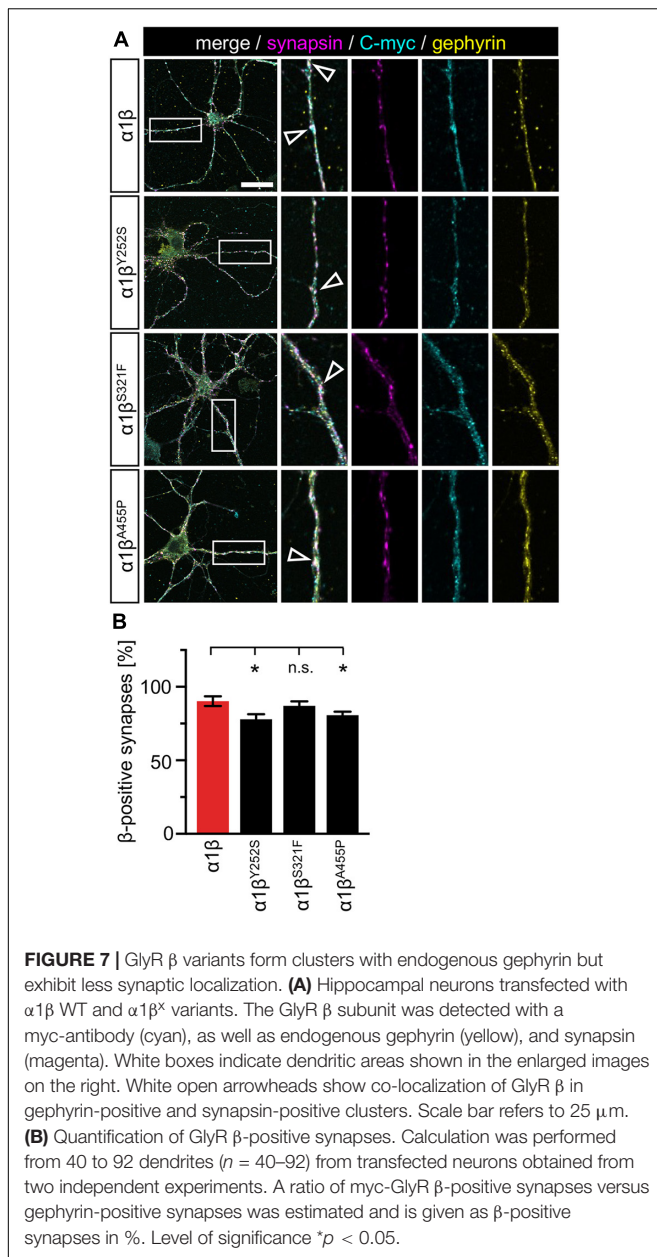 A
merge / synapsin / C-myc / gephyrin
α1β
α1β^Y252S
α1β^S321F
α1β^A455P
B
β-positive synapses [%]
100
50
0
* n.s. *
α1β
α1β^Y252S
α1β^S321F
α1β^A455P
FIGURE 7 | GlyR β variants form clusters with endogenous gephyrin but
exhibit less synaptic localization. (A) Hippocampal neurons transfected with
α1β WT and α1β^x variants. The GlyR β subunit was detected with a
myc-antibody (cyan), as well as endogenous gephyrin (yellow), and synapsin
(magenta). White boxes indicate dendritic areas shown in the enlarged images
on the right. White open arrowheads show co-localization of GlyR β in
gephyrin-positive and synapsin-positive clusters. Scale bar refers to 25 μm.
(B) Quantification of GlyR β-positive synapses. Calculation was performed
from 40 to 92 dendrites (n = 40–92) from transfected neurons obtained from
two independent experiments. A ratio of myc-GlyR β-positive synapses versus
gephyrin-positive synapses was estimated and is given as β-positive
synapses in %. Level of significance *p < 0.05.